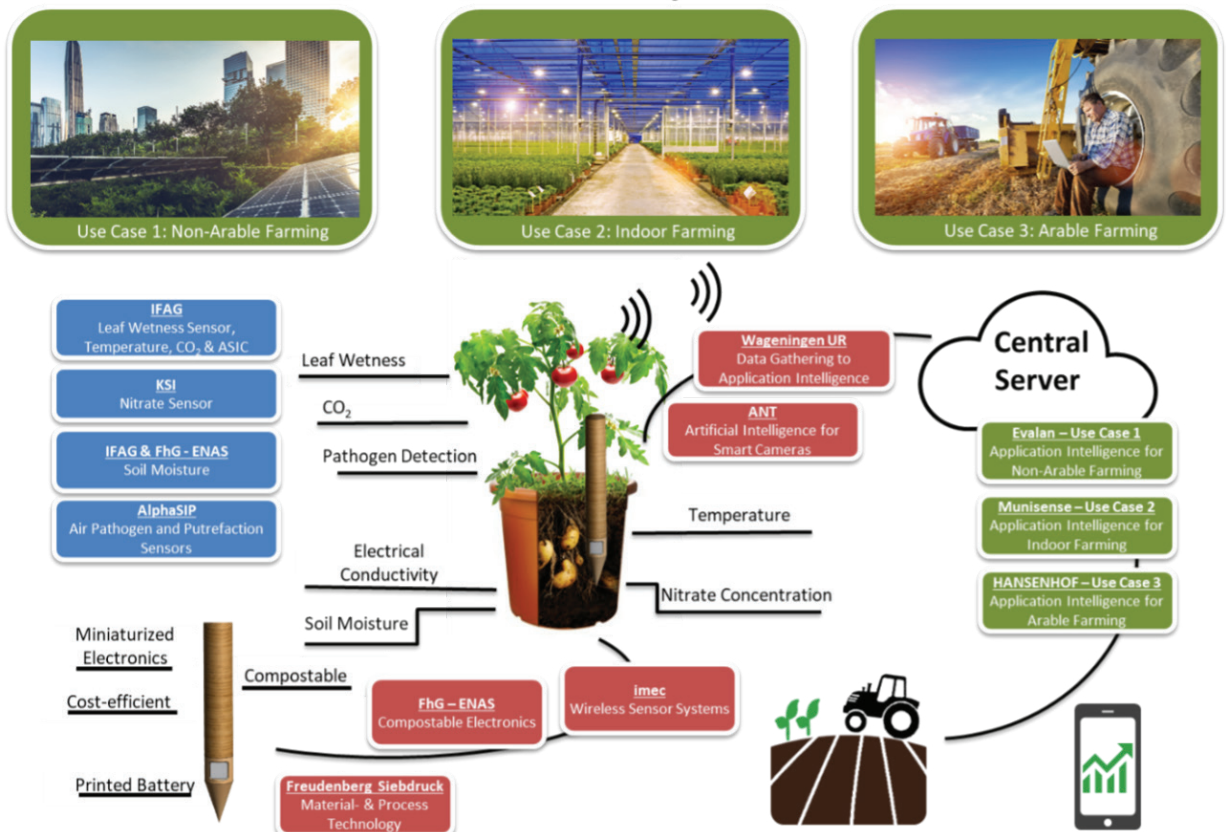 Use Case 1: Non-Arable Farming
Use Case 2: Indoor Farming
Use Case 3: Arable Farming
IFAG
Leaf Wetness Sensor,
Temperature, CO₂ & ASIC
KSI
Nitrate Sensor
IFAG & FhG - ENAS
Soil Moisture
AlphaSIP
Air Pathogen and Putrefaction
Sensors
Leaf Wetness
CO₂
Pathogen Detection
Electrical
Conductivity
Soil Moisture
Temperature
Nitrate Concentration
Wageningen UR
Data Gathering to
Application Intelligence
ANT
Artificial Intelligence for
Smart Cameras
Central
Server
Evalan – Use Case 1
Application Intelligence for
Non-Arable Farming
Munisense – Use Case 2
Application Intelligence for
Indoor Farming
HANSENHOF – Use Case 3
Application Intelligence for
Arable Farming
Miniaturized
Electronics
Cost-efficient
Printed Battery
Compostable
FhG – ENAS
Compostable Electronics
imec
Wireless Sensor Systems
Freudenberg Siebdruck
Material- & Process
Technology